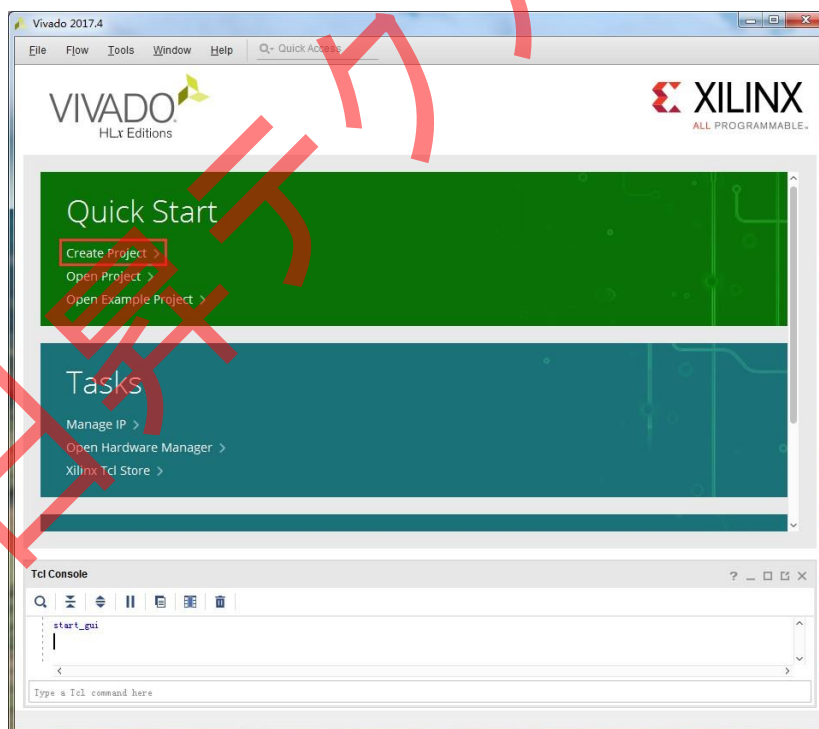 Vivado 2017.4
File Flow Tools Window Help Q- Quick Access
VIVADO.
HLx Editions
XILINX
ALL PROGRAMMABLE.
Quick Start
Create Project >
Open Project >
Open Example Project >
Tasks
Manage IP >
Open Hardware Manager >
Xilinx Tcl Store >
Tcl Console
start_gui
Type a Tcl command here